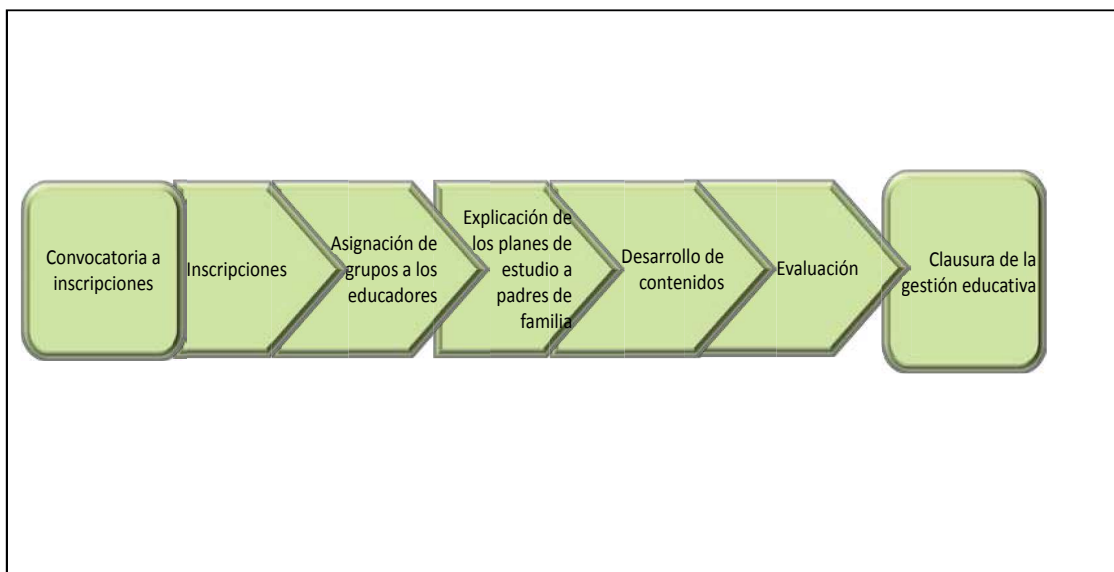 Convocatoria a
inscripciones
Inscripciones
Asignación de
grupos a los
educadores
Explicación de
los planes de
estudio a
padres de
familia
Desarrollo de
contenidos
Evaluación
Clausura de la
gestión educativa